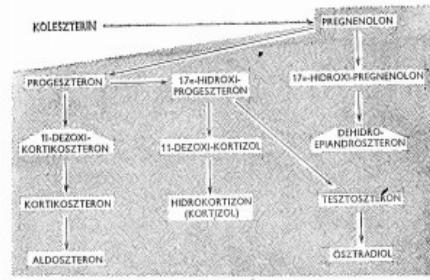 KOLESZTERIN
PREGNENOLON
PROGESZTERON
17α-HIDROXI-
PROGESZTERON
17α-HIDROXI-PREGNENOLON
11-DEZOXI-
KORTIKOSZTERON
11-DEZOXI-KORTIZOL
DEHIDRO-
EPIANDROSZTERON
KORTIKOSZTERON
HIDROKORTIZON
(KORTIZOL)
TESZTOSZTERON
ALDOSZTERON
ÖSZTRADIOL